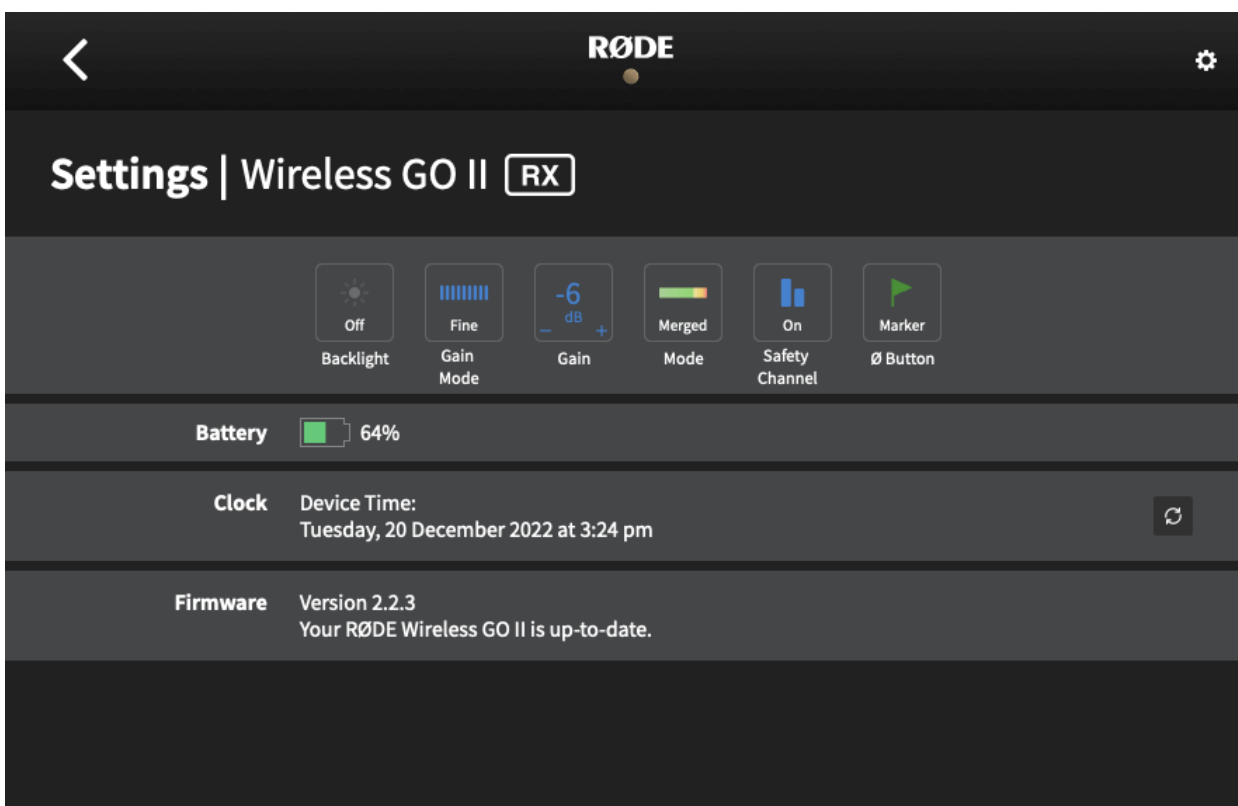 RØDE
Settings | Wireless GO II RX
-6
dB
− +
Off Fine Merged On Marker
Backlight Gain Mode Gain Mode Safety Channel Ø Button
Battery 64%
Clock Device Time:
Tuesday, 20 December 2022 at 3:24 pm
Firmware Version 2.2.3
Your RØDE Wireless GO II is up-to-date.